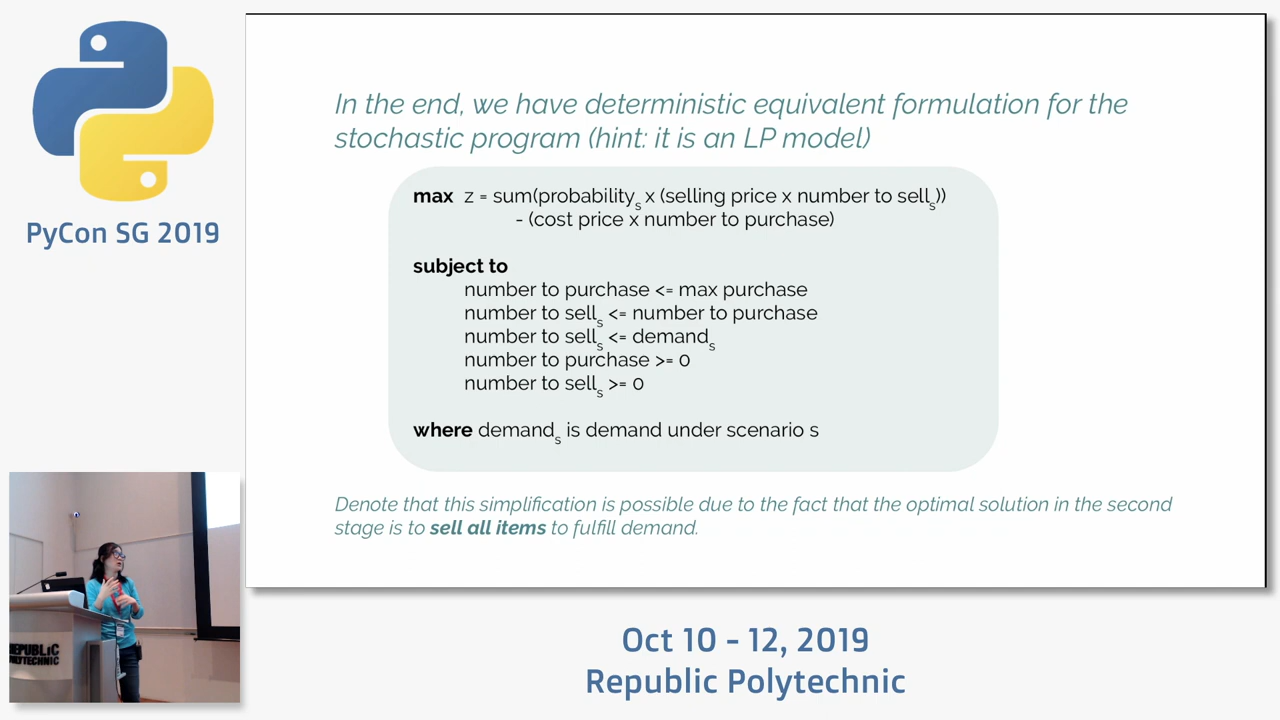 PyCon SG 2019
In the end, we have deterministic equivalent formulation for the
stochastic program (hint: it is an LP model)
max z = sum(probabilityₛ x (selling price x number to sellₛ))
- (cost price x number to purchase)
subject to
number to purchase <= max purchase
number to sellₛ <= number to purchase
number to sellₛ <= demandₛ
number to purchase >= 0
number to sellₛ >= 0
where demandₛ is demand under scenario s
Denote that this simplification is possible due to the fact that the optimal solution in the second
stage is to sell all items to fulfill demand.
REPUBLIC
POLYTECHNIC
Oct 10 - 12, 2019
Republic Polytechnic